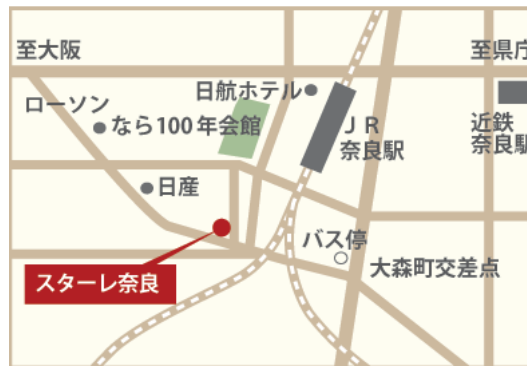 至大阪
至県庁
日航ホテル
ローソン
なら100年会館
ＪＲ
奈良駅
近鉄
奈良駅
日産
バス停
大森町交差点
スターレ奈良